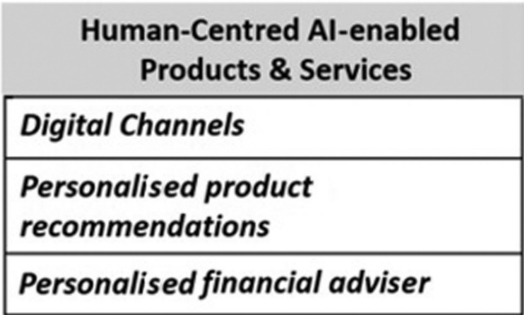 Human-Centred AI-enabled
Products & Services
Digital Channels
Personalised product
recommendations
Personalised financial adviser